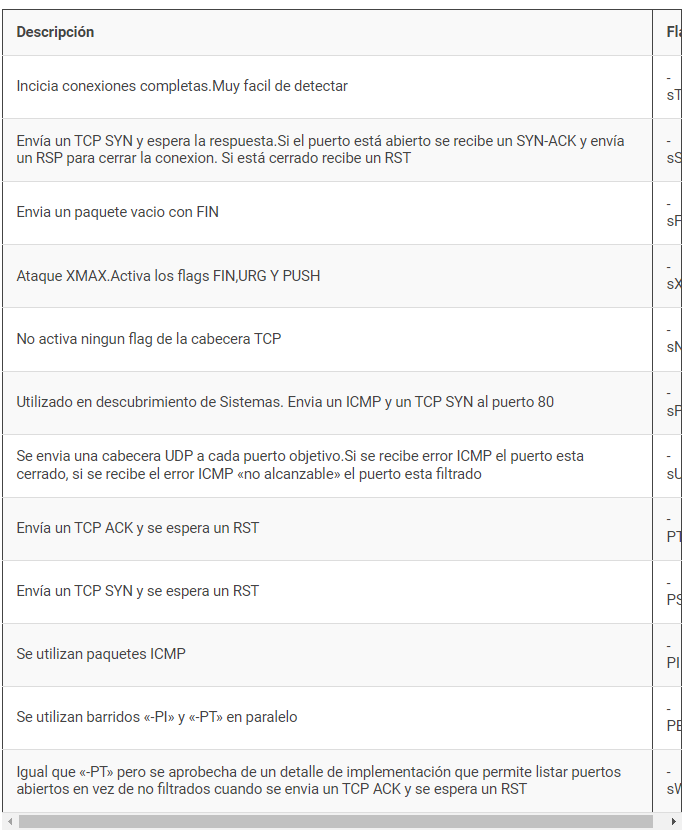 Descripción
Fla
Incicia conexiones completas.Muy facil de detectar
-
sT
Envía un TCP SYN y espera la respuesta.Si el puerto está abierto se recibe un SYN-ACK y envía
un RSP para cerrar la conexion. Si está cerrado recibe un RST
-
sS
Envia un paquete vacio con FIN
-
sF
Ataque XMAX.Activa los flags FIN,URG Y PUSH
-
sX
No activa ningun flag de la cabecera TCP
-
sN
Utilizado en descubrimiento de Sistemas. Envia un ICMP y un TCP SYN al puerto 80
-
sP
Se envia una cabecera UDP a cada puerto objetivo.Si se recibe error ICMP el puerto esta
cerrado, si se recibe el error ICMP «no alcanzable» el puerto esta filtrado
-
sU
Envía un TCP ACK y se espera un RST
-
PT
Envía un TCP SYN y se espera un RST
-
PS
Se utilizan paquetes ICMP
-
PI
Se utilizan barridos «-PI» y «-PT» en paralelo
-
PB
Igual que «-PT» pero se aprobecha de un detalle de implementación que permite listar puertos
abiertos en vez de no filtrados cuando se envia un TCP ACK y se espera un RST
-
sW